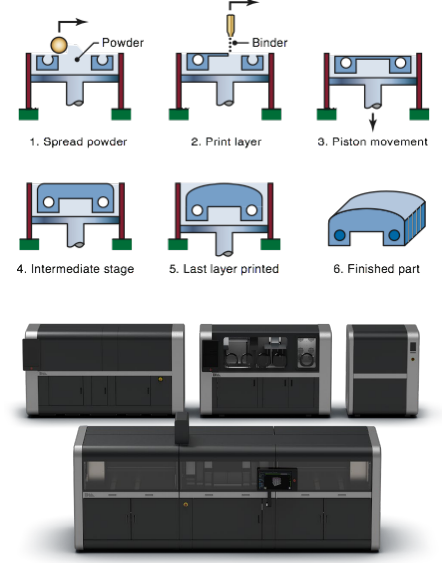 Powder
Binder
1. Spread powder
2. Print layer
3. Piston movement
4. Intermediate stage
5. Last layer printed
6. Finished part